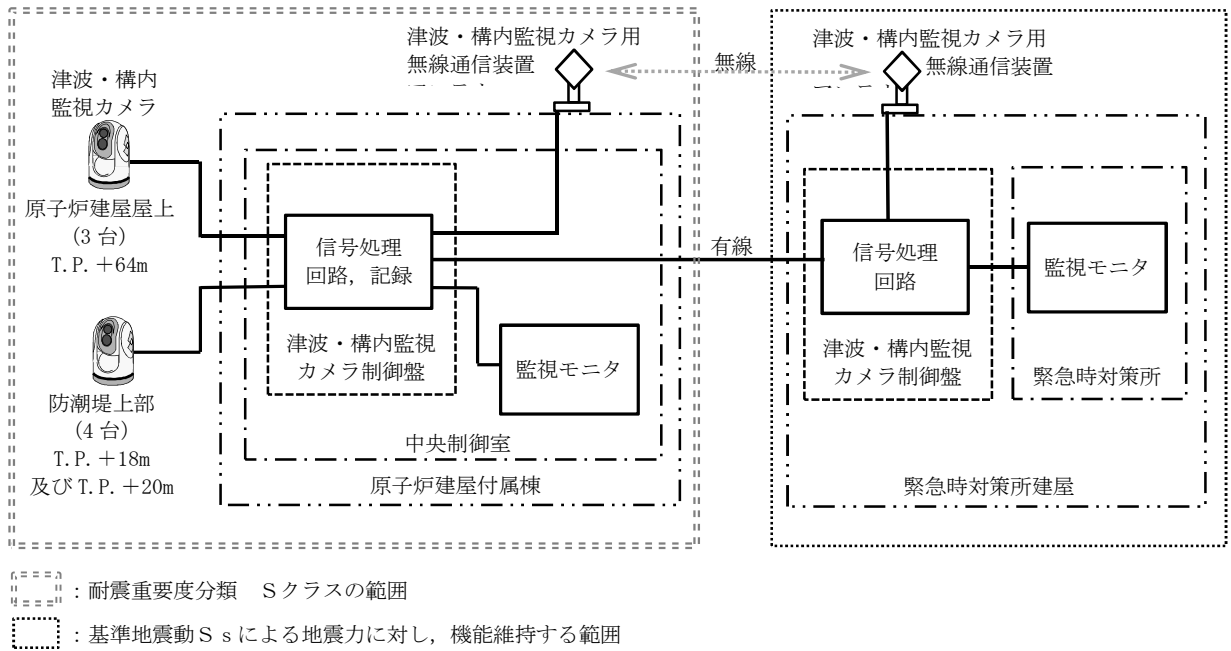 津波・構内監視カメラ用
無線通信装置
無線
津波・構内監視カメラ用
無線通信装置
津波・構内
監視カメラ
原子炉建屋屋上
(3 台)
T.P.＋64m
信号処理
回路，記録
津波・構内監視
カメラ制御盤
監視モニタ
中央制御室
原子炉建屋付属棟
防潮堤上部
(4 台)
T.P.＋18m
及び T.P.＋20m
有線
信号処理
回路
津波・構内監視
カメラ制御盤
監視モニタ
緊急時対策所
緊急時対策所建屋
：耐震重要度分類　Ｓクラスの範囲
：基準地震動Ｓｓによる地震力に対し，機能維持する範囲